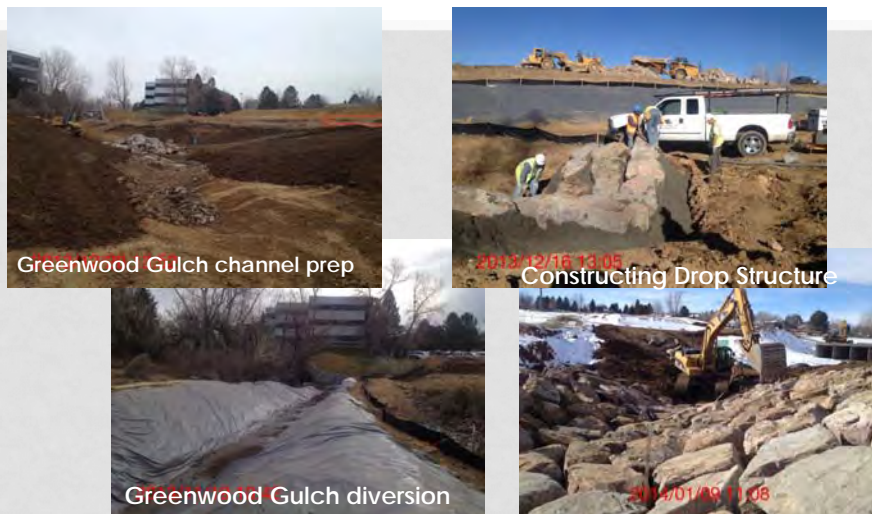 Greenwood Gulch channel prep
2013/12/16 13:05
Constructing Drop Structure
Greenwood Gulch diversion
2014/01/09 11:08